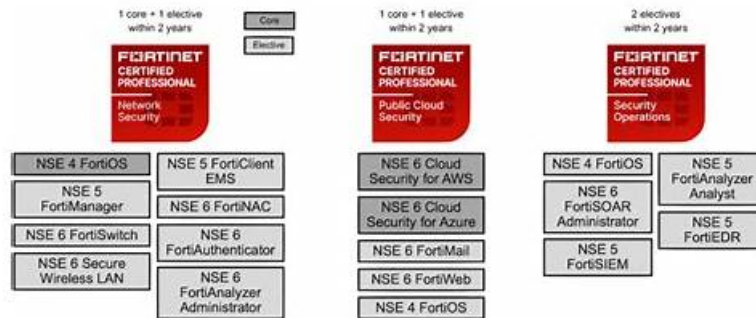 1 core + 1 elective
within 2 years
Core
Elective
FORTINET
CERTIFIED
PROFESSIONAL
Network
Security
NSE 4 FortiOS
NSE 5
FortiManager
NSE 6 FortiSwitch
NSE 6 Secure
Wireless LAN
NSE 5 FortiClient
EMS
NSE 6 FortiNAC
NSE 6
FortiAuthenticator
NSE 6
FortiAnalyzer
Administrator
1 core + 1 elective
within 2 years
FORTINET
CERTIFIED
PROFESSIONAL
Public Cloud
Security
NSE 6 Cloud
Security for AWS
NSE 6 Cloud
Security for Azure
NSE 6 FortiMail
NSE 6 FortiWeb
NSE 4 FortiOS
2 electives
within 2 years
FORTINET
CERTIFIED
PROFESSIONAL
Security
Operations
NSE 4 FortiOS
NSE 6
FortiSOAR
Administrator
NSE 5
FortiSIEM
NSE 5
FortiAnalyzer
Analyst
NSE 5
FortiEDR